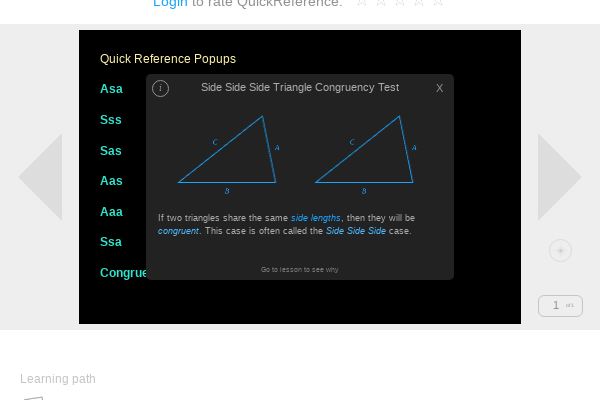 Login to rate QuickReference.
Quick Reference Popups
Asa
i
Side Side Side Triangle Congruency Test
X
Sss
C
A
B
C
A
B
Sas
Aas
Aaa
If two triangles share the same side lengths, then they will be
congruent. This case is often called the Side Side Side case.
Ssa
Congrue
Go to lesson to see why
1 of 1
Learning path